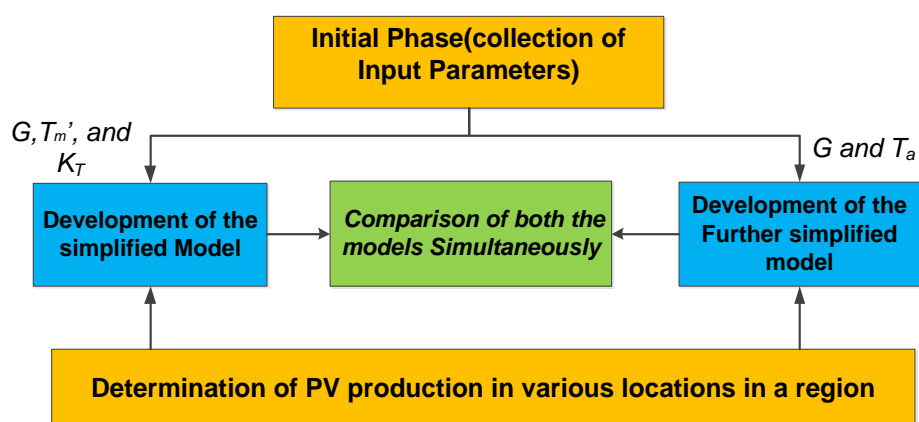 Initial Phase(collection of
Input Parameters)
G,Tm’, and
KT
G and Ta
Development of the
simplified Model
Comparison of both the
models Simultaneously
Development of the
Further simplified
model
Determination of PV production in various locations in a region